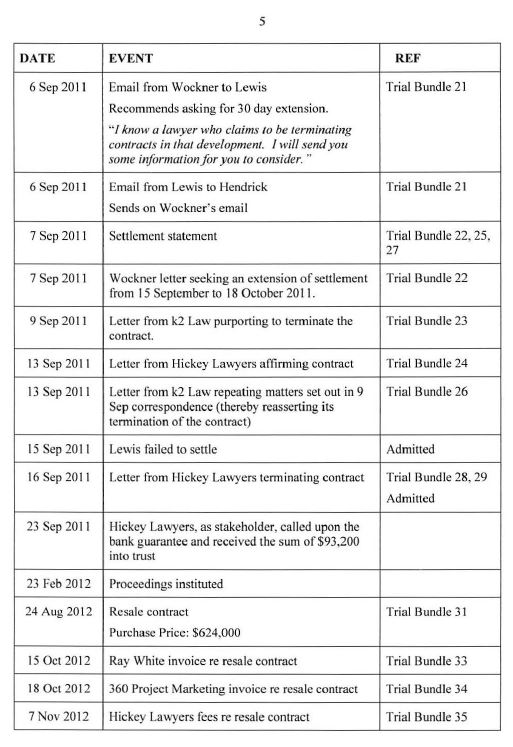 5
DATE EVENT REF
6 Sep 2011 Email from Wockner to Lewis Trial Bundle 21
Recommends asking for 30 day extension.
"I know a lawyer who claims to be terminating
contracts in that development. I will send you
some information for you to consider."
6 Sep 2011 Email from Lewis to Hendrick Trial Bundle 21
Sends on Wockner's email
7 Sep 2011 Settlement statement Trial Bundle 22, 25,
27
7 Sep 2011 Wockner letter seeking an extension of settlement Trial Bundle 22
from 15 September to 18 October 2011.
9 Sep 2011 Letter from k2 Law purporting to terminate the Trial Bundle 23
contract.
13 Sep 2011 Letter from Hickey Lawyers affirming contract Trial Bundle 24
13 Sep 2011 Letter from k2 Law repeating matters set out in 9 Trial Bundle 26
Sep correspondence (thereby reasserting its
termination of the contract)
15 Sep 2011 Lewis failed to settle Admitted
16 Sep 2011 Letter from Hickey Lawyers terminating contract Trial Bundle 28, 29
Admitted
23 Sep 2011 Hickey Lawyers, as stakeholder, called upon the
bank guarantee and received the sum of $93,200
into trust
23 Feb 2012 Proceedings instituted
24 Aug 2012 Resale contract Trial Bundle 31
Purchase Price: $624,000
15 Oct 2012 Ray White invoice re resale contract Trial Bundle 33
18 Oct 2012 360 Project Marketing invoice re resale contract Trial Bundle 34
7 Nov 2012 Hickey Lawyers fees re resale contract Trial Bundle 35